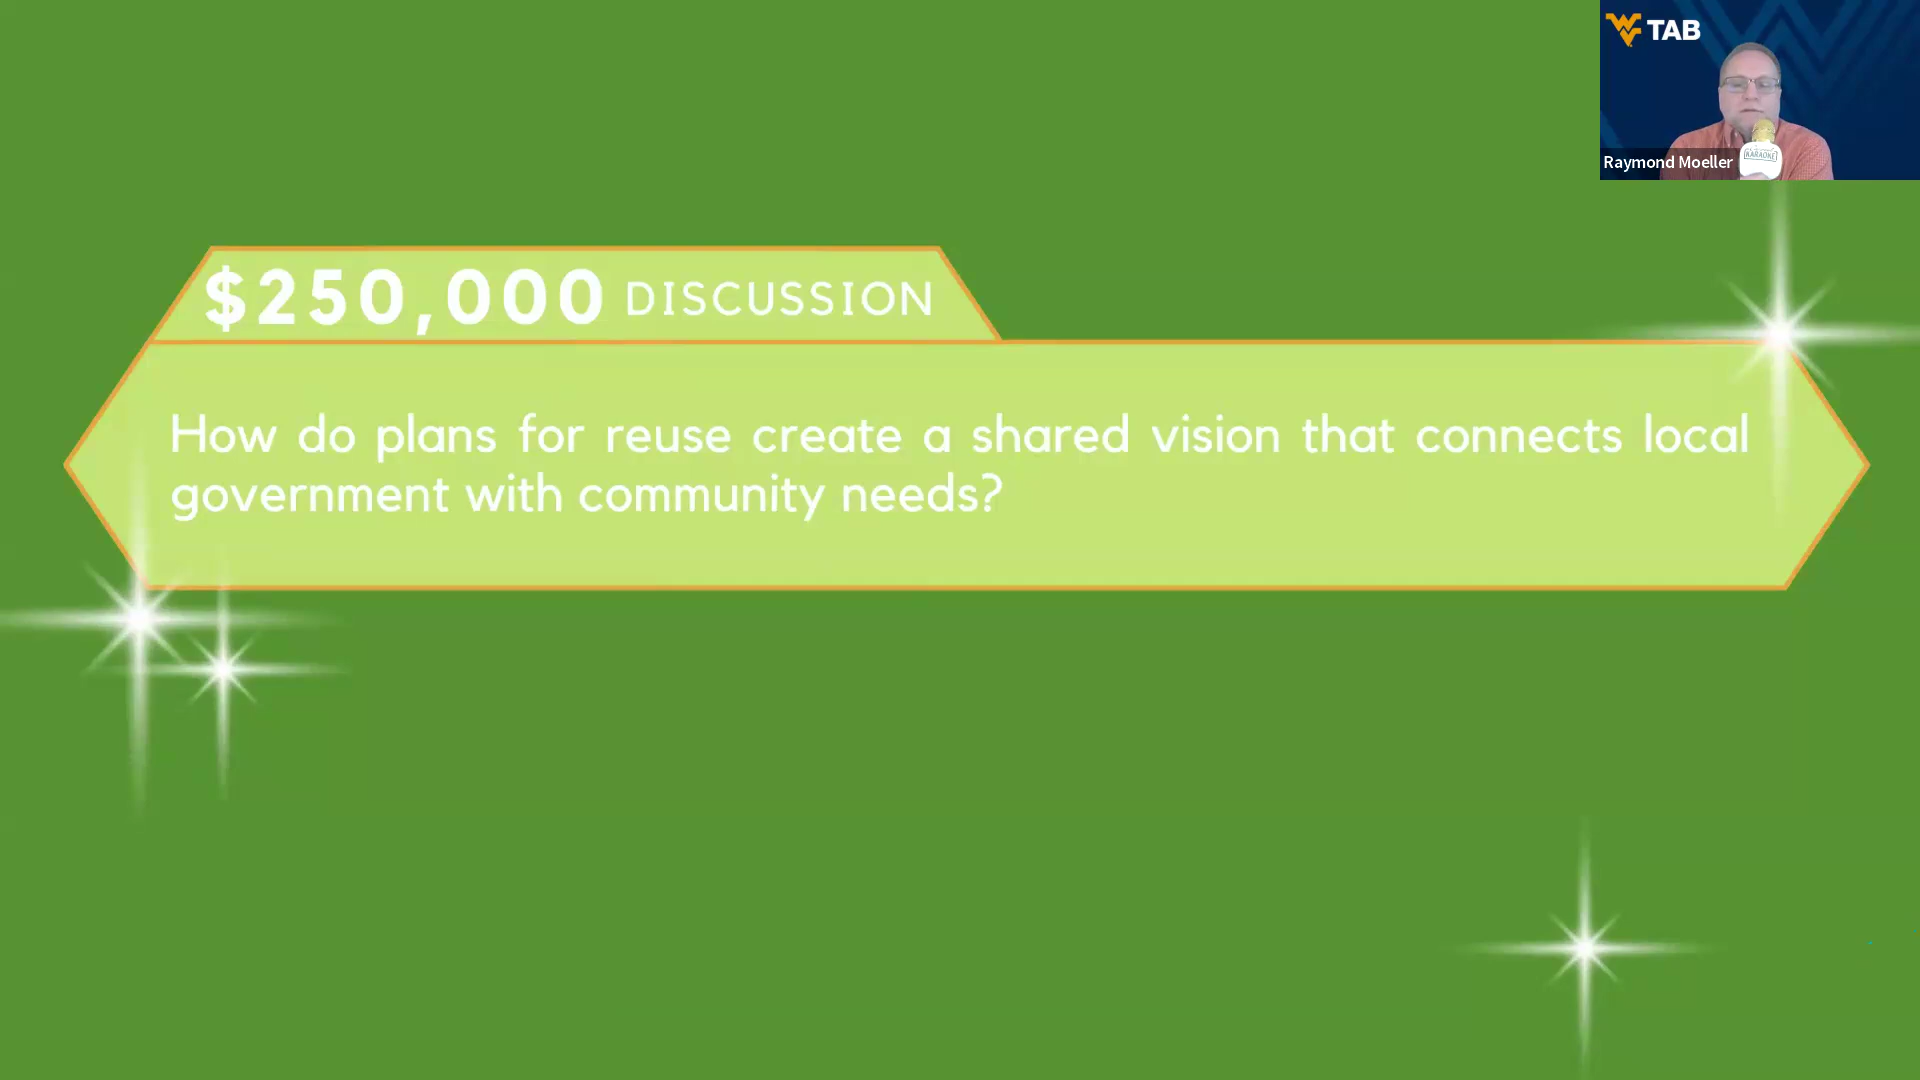 TAB
Raymond Moeller
KARAOKE
$250,000 DISCUSSION
How do plans for reuse create a shared vision that connects local
government with community needs?